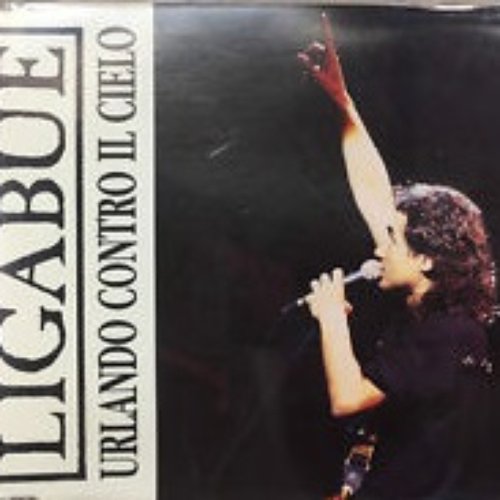 LIGABUE
URLANDO CONTRO IL CIELO